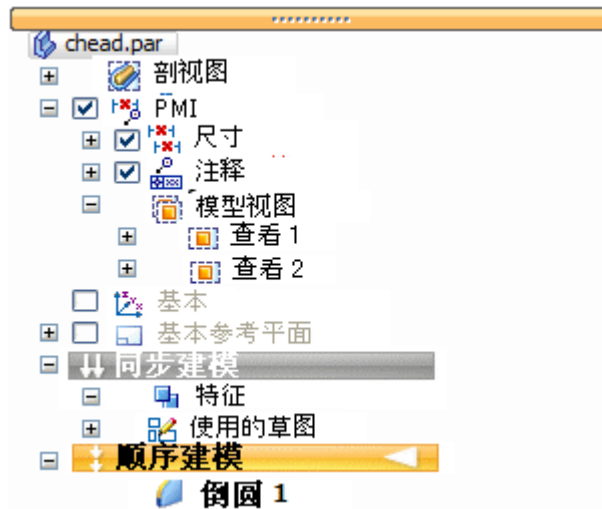 chead.par
剖视图
PMI
尺寸
注释
模型视图
查看 1
查看 2
基本
基本参考平面
同步建模
特征
使用的草图
顺序建模
倒圆 1